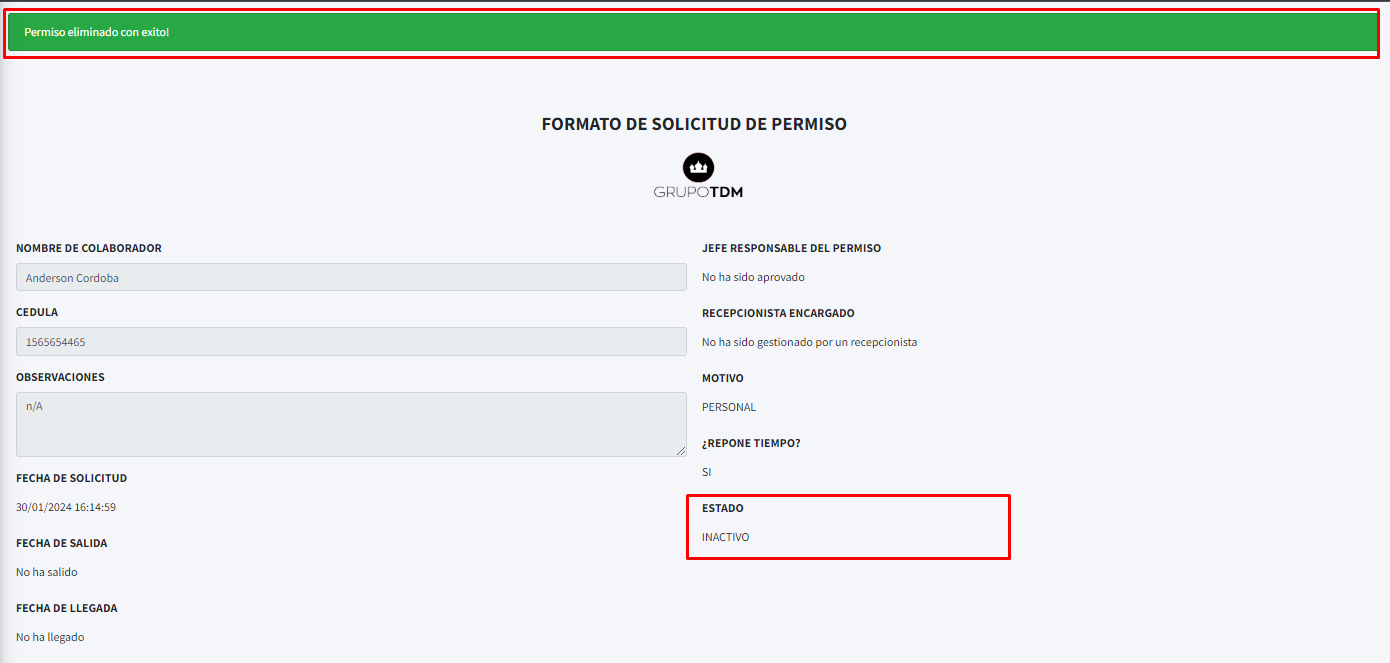 Permiso eliminado con exito!
FORMATO DE SOLICITUD DE PERMISO
GRUPOTDM
NOMBRE DE COLABORADOR
Anderson Cordoba
CEDULA
1565654465
OBSERVACIONES
n/A
FECHA DE SOLICITUD
30/01/2024 16:14:59
FECHA DE SALIDA
No ha salido
FECHA DE LLEGADA
No ha llegado
JEFE RESPONSABLE DEL PERMISO
No ha sido aprovado
RECEPCIONISTA ENCARGADO
No ha sido gestionado por un recepcionista
MOTIVO
PERSONAL
¿REPONE TIEMPO?
SI
ESTADO
INACTIVO